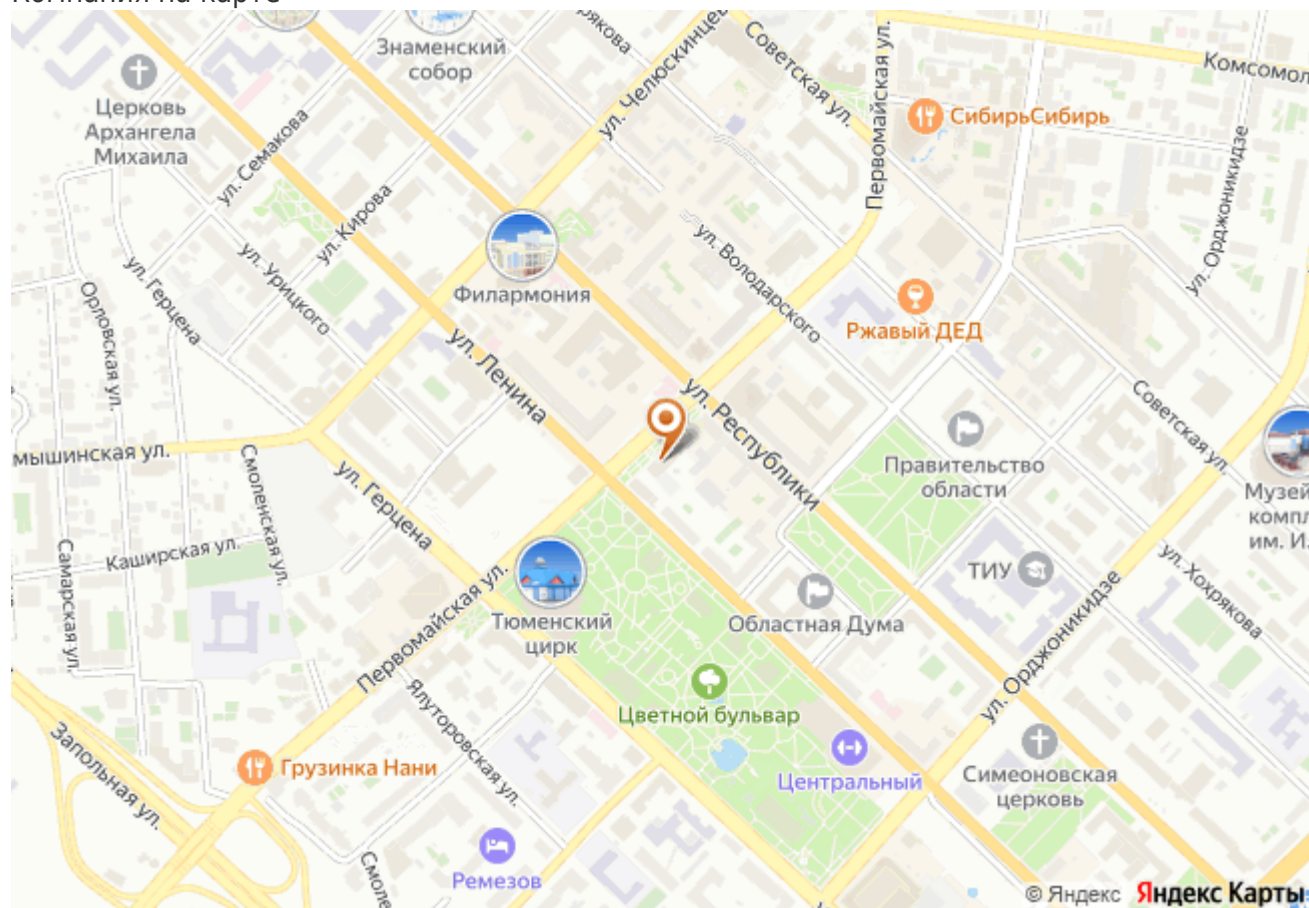 Компания на карте
Знаменский
собор
ул. Челюскинцев
Советская ул.
Первомайская ул.
Комсомол
Церковь
Архангела
Михаила
СибирьСибирь
ул. Семакова
ул. Кирова
ул. Орджоникидзе
ул. Герцена
ул. Урицкого
Филармония
ул. Володарского
Орловская ул.
Ржавый ДЕД
ул. Ленина
ул. Республики
Советская ул.
мышинская ул.
Смоленская ул.
ул. Герцена
Правительство
области
Музей
компл
им. И.
Каширская ул.
Самарская ул.
ТИУ
ул. Хохрякова
Первомайская ул.
Тюменский
цирк
Областная Дума
ул. Орджоникидзе
Цветной бульвар
Ялуторовская ул.
Запольная ул.
Грузинка Нани
Центральный
Симеоновская
церковь
Ремезов
Смоле
© Яндекс Яндекс Карты